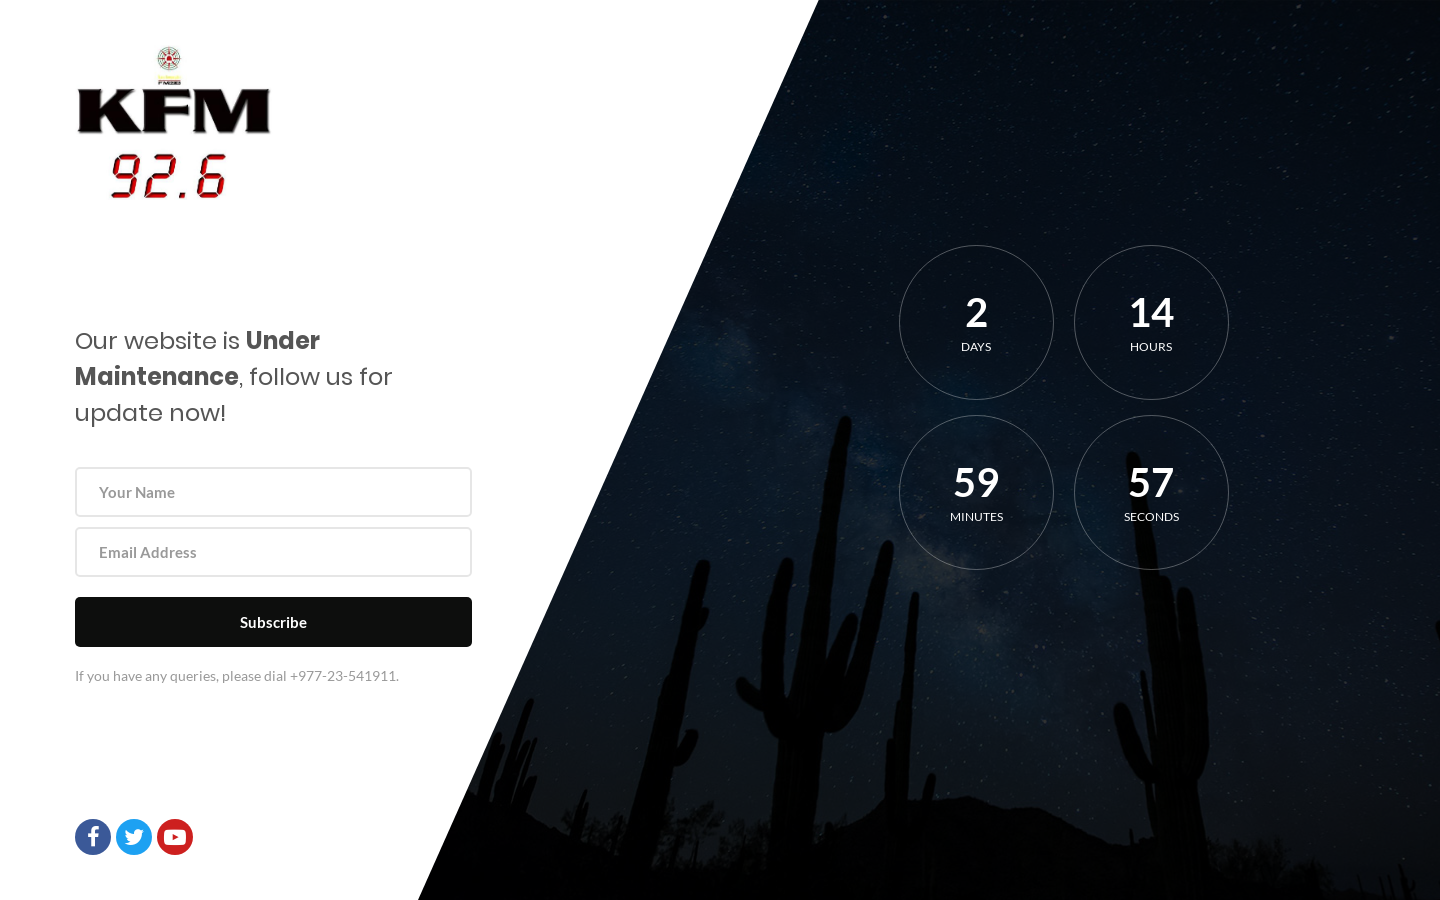 KFM
92.6
Our website is Under
Maintenance, follow us for
update now!
Your Name
Email Address
Subscribe
If you have any queries, please dial +977-23-541911.
2
DAYS
14
HOURS
59
MINUTES
57
SECONDS